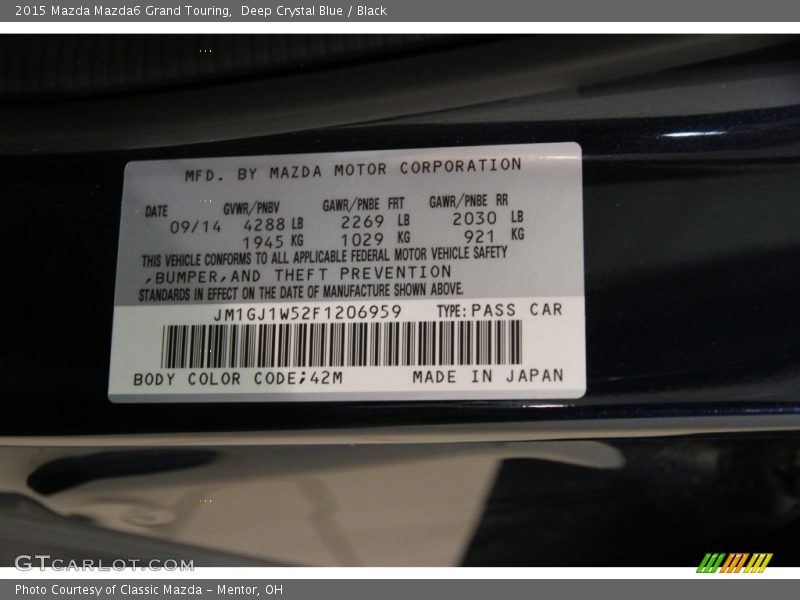 2015 Mazda Mazda6 Grand Touring,  Deep Crystal Blue / Black
MFD. BY MAZDA MOTOR CORPORATION
DATE GVWR/PNBV GAWR/PNBE FRT GAWR/PNBE RR
09/14 4288 LB 2269 LB 2030 LB
1945 KG 1029 KG 921 KG
THIS VEHICLE CONFORMS TO ALL APPLICABLE FEDERAL MOTOR VEHICLE SAFETY
,BUMPER,AND THEFT PREVENTION
STANDARDS IN EFFECT ON THE DATE OF MANUFACTURE SHOWN ABOVE.
JM1GJ1W52F1206959 TYPE: PASS CAR
BODY COLOR CODE;42M MADE IN JAPAN
GTCARLOT.COM
Photo Courtesy of Classic Mazda - Mentor, OH